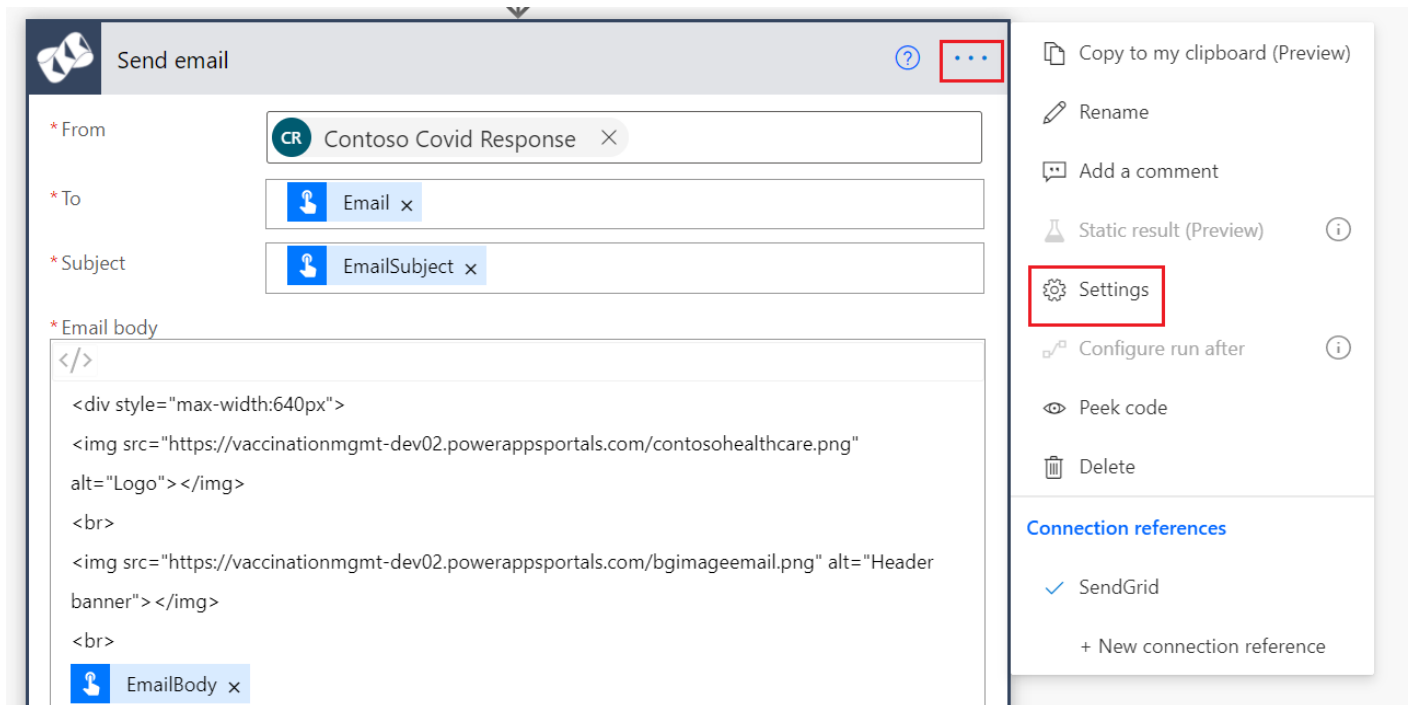 Send email
?
...
* From
CR Contoso Covid Response ×
* To
Email ×
* Subject
EmailSubject ×
* Email body
</>
<div style="max-width:640px">
<img src="https://vaccinationmgmt-dev02.powerappsportals.com/contosohealthcare.png"
alt="Logo"></img>
<br>
<img src="https://vaccinationmgmt-dev02.powerappsportals.com/bgimageemail.png" alt="Header
banner"></img>
<br>
EmailBody ×
Copy to my clipboard (Preview)
Rename
Add a comment
Static result (Preview)
Settings
Configure run after
Peek code
Delete
Connection references
SendGrid
+ New connection reference